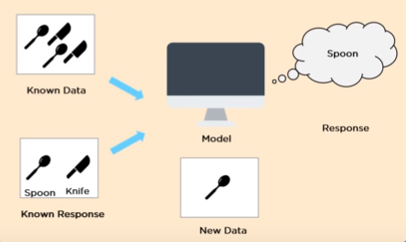 Spoon
Known Data
Model
Response
Spoon Knife
Known Response
New Data